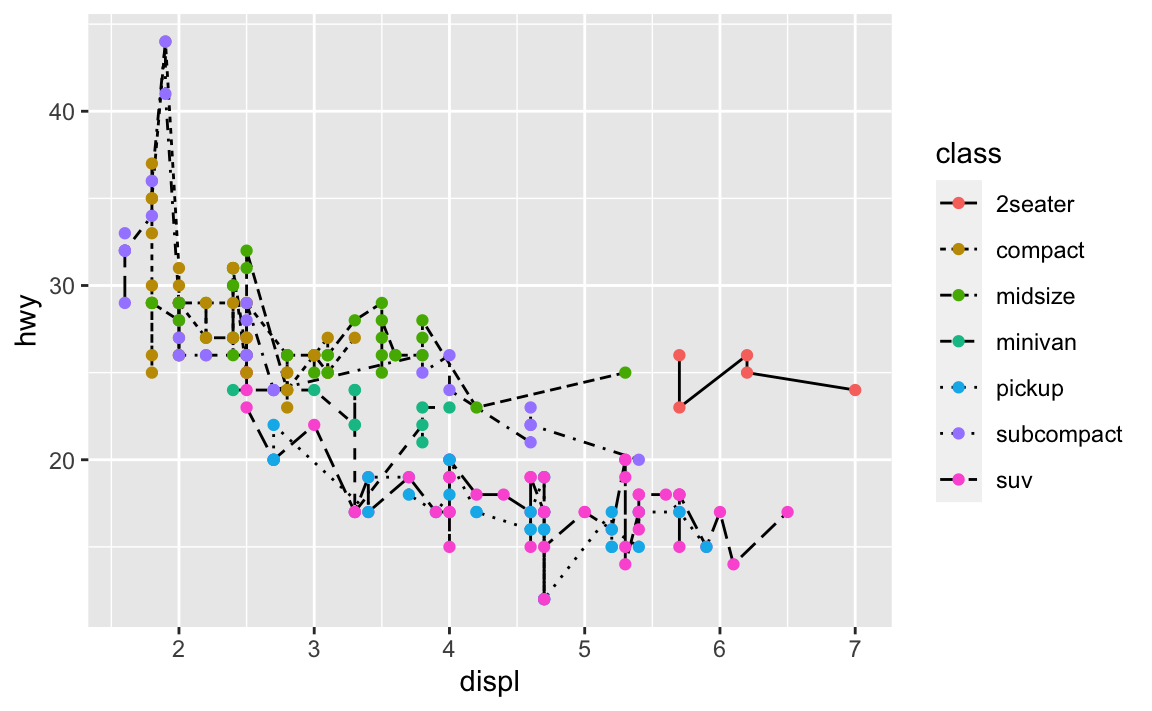 hwy
40
30
20
2 3 4 5 6 7
displ
class
2seater
compact
midsize
minivan
pickup
subcompact
suv